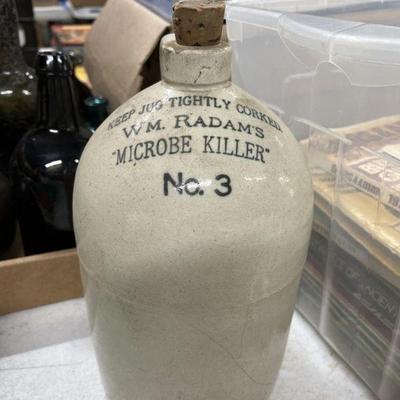 KEEP JUG TIGHTLY CORKED
WM. RADAM'S
"MICROBE KILLER"
No. 3